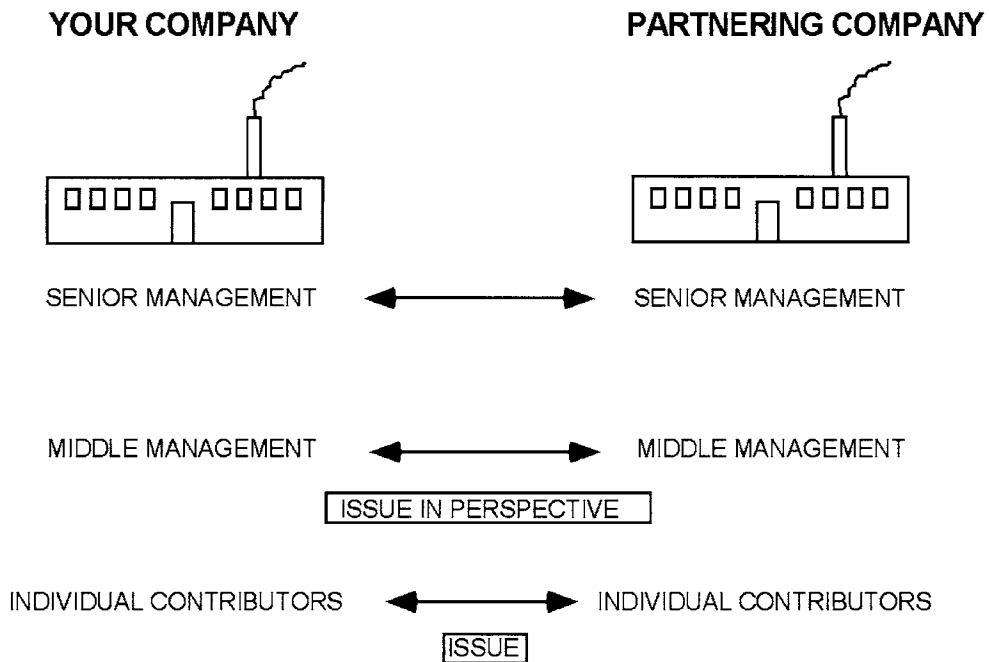 YOUR COMPANY PARTNERING COMPANY
SENIOR MANAGEMENT SENIOR MANAGEMENT
MIDDLE MANAGEMENT MIDDLE MANAGEMENT
ISSUE IN PERSPECTIVE
INDIVIDUAL CONTRIBUTORS INDIVIDUAL CONTRIBUTORS
ISSUE